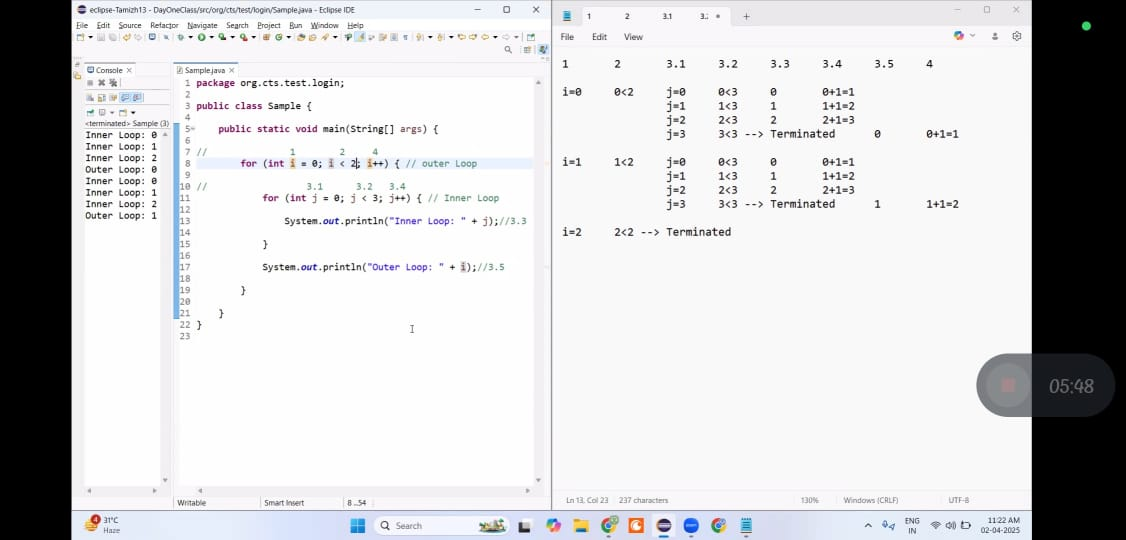 eclipse-Tamizh13 - DayOneClass/src/org/cts/test/login/Sample.java - Eclipse IDE
File Edit Source Refactor Navigate Search Project Run Window Help
Console
<terminated> Sample (3)
Inner Loop: 0
Inner Loop: 1
Inner Loop: 2
Outer Loop: 0
Inner Loop: 0
Inner Loop: 1
Inner Loop: 2
Outer Loop: 1
Sample.java
1 package org.cts.test.login;
2
3 public class Sample {
4
5 public static void main(String[] args) {
6
7 // 1 2 4
8 for (int i = 0; i < 2; i++) { // outer Loop
9
10 // 3.1 3.2 3.4
11 for (int j = 0; j < 3; j++) { // Inner Loop
12
13 System.out.println("Inner Loop: " + j);//3.3
14
15 }
16
17 System.out.println("Outer Loop: " + i);//3.5
18
19 }
20
21 }
22 }
23
Writable Smart Insert 8 ..54
1 2 3.1 3.:
File Edit View
1 2 3.1 3.2 3.3 3.4 3.5 4
i=0 0<2 j=0 0<3 0 0+1=1
j=1 1<3 1 1+1=2
j=2 2<3 2 2+1=3
j=3 3<3 --> Terminated 0 0+1=1
i=1 1<2 j=0 0<3 0 0+1=1
j=1 1<3 1 1+1=2
j=2 2<3 2 2+1=3
j=3 3<3 --> Terminated 1 1+1=2
i=2 2<2 --> Terminated
Ln 13, Col 23 237 characters 130% Windows (CRLF) UTF-8
05:48
4
31°C
Haze
Search
ENG
IN
11:22 AM
02-04-2025